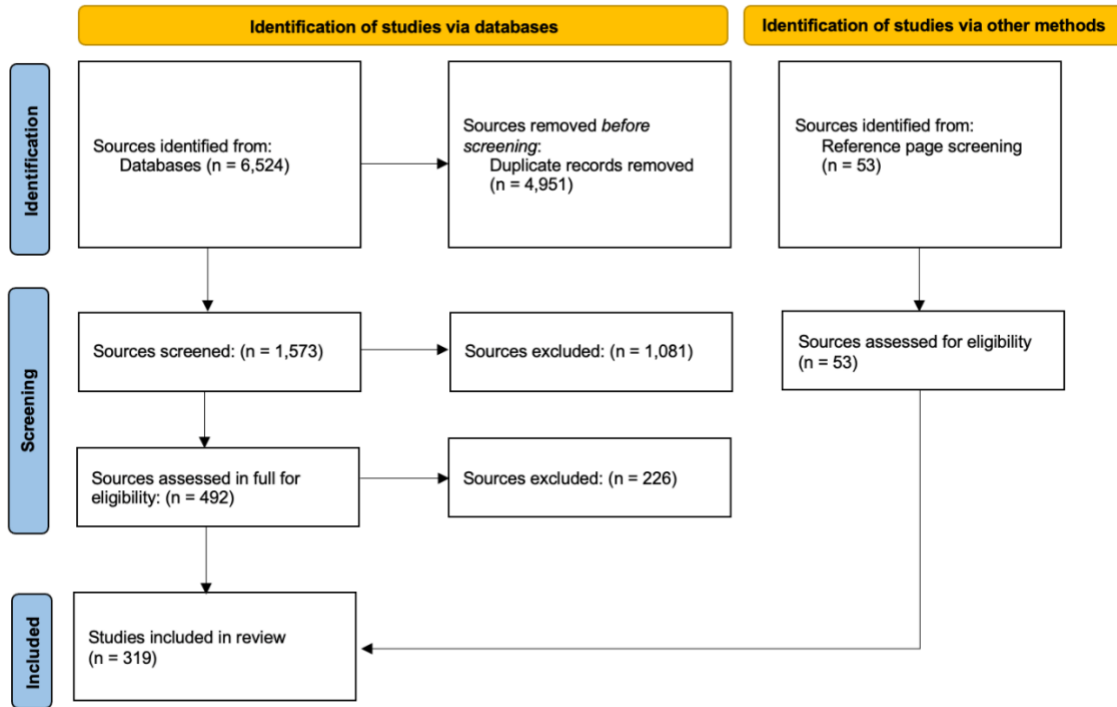 Identification of studies via databases
Identification of studies via other methods
Identification
Sources identified from:
Databases (n = 6,524)
Sources removed before
screening:
Duplicate records removed
(n = 4,951)
Sources identified from:
Reference page screening
(n = 53)
Screening
Sources screened: (n = 1,573)
Sources excluded: (n = 1,081)
Sources assessed for eligibility
(n = 53)
Sources assessed in full for
eligibility: (n = 492)
Sources excluded: (n = 226)
Included
Studies included in review
(n = 319)